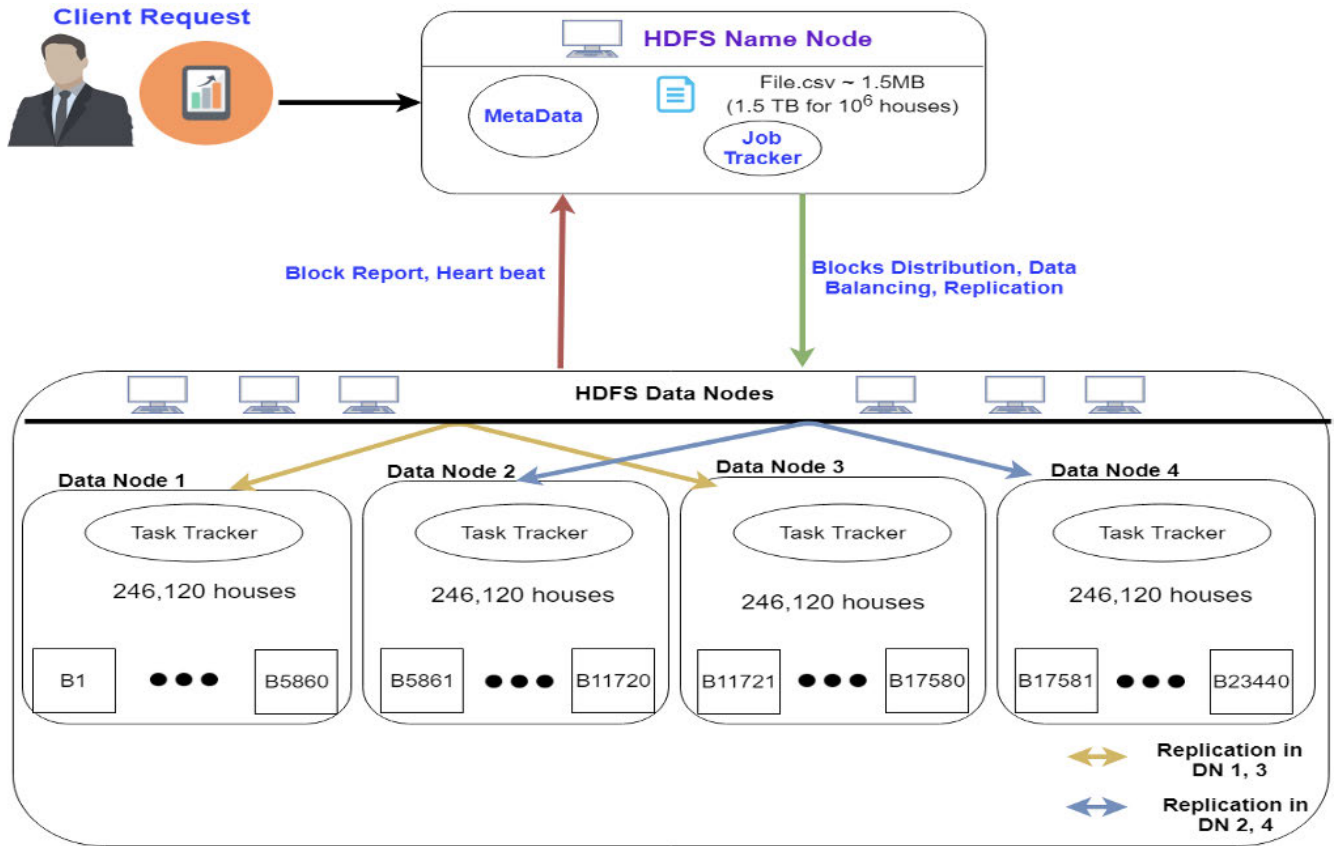 Client Request
HDFS Name Node
MetaData
File.csv ~ 1.5MB
(1.5 TB for 10⁶ houses)
Job
Tracker
Block Report, Heart beat
Blocks Distribution, Data
Balancing, Replication
HDFS Data Nodes
Data Node 1
Task Tracker
246,120 houses
B1
B5860
Data Node 2
Task Tracker
246,120 houses
B5861
B11720
Data Node 3
Task Tracker
246,120 houses
B11721
B17580
Data Node 4
Task Tracker
246,120 houses
B17581
B23440
Replication in
DN 1, 3
Replication in
DN 2, 4